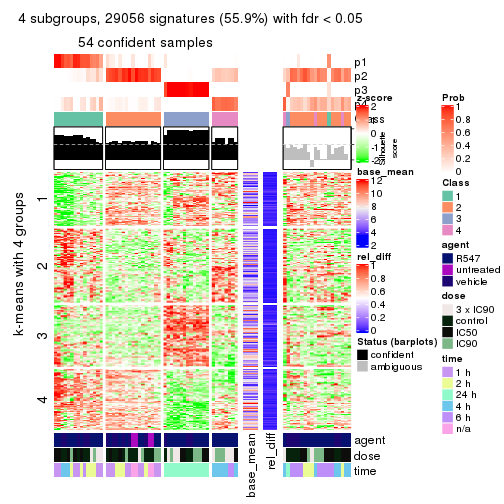 4 subgroups, 29056 signatures (55.9%) with fdr < 0.05
54 confident samples
p1
p2
p3
p4
Class
Silhouette
score
k-means with 4 groups
1
2
3
4
base_mean
rel_diff
agent
dose
time
z-score
2
1
0
-1
-2
base_mean
12
10
8
6
4
2
rel_diff
1
0.8
0.6
0.4
0.2
0
Status (barplots)
confident
ambiguous
Prob
1
0.8
0.6
0.4
0.2
0
Class
1
2
3
4
agent
R547
untreated
vehicle
dose
3 x IC90
control
IC50
IC90
time
1 h
2 h
24 h
4 h
6 h
n/a